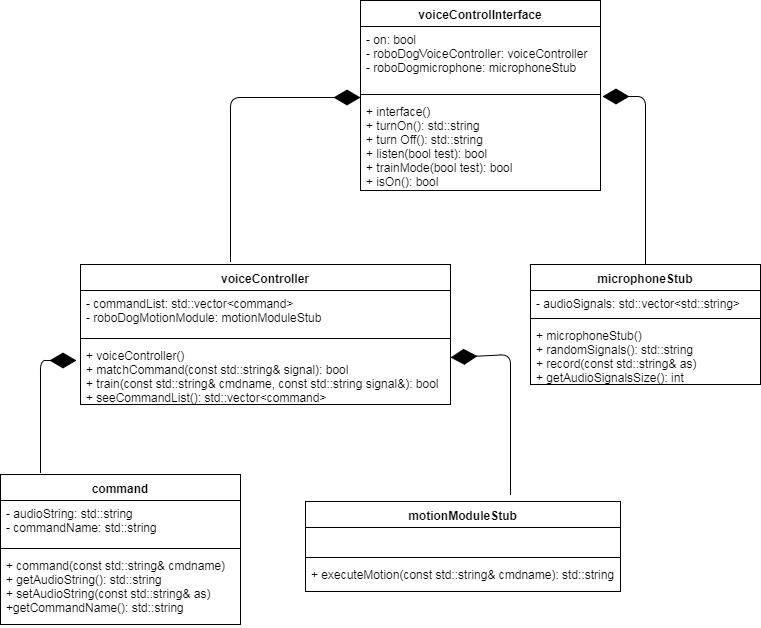 voiceControlInterface
- on: bool
- roboDogVoiceController: voiceController
- roboDogmicrophone: microphoneStub
+ interface()
+ turnOn(): std::string
+ turn Off(): std::string
+ listen(bool test): bool
+ trainMode(bool test): bool
+ isOn(): bool
voiceController
- commandList: std::vector<command>
- roboDogMotionModule: motionModuleStub
+ voiceController()
+ matchCommand(const std::string& signal): bool
+ train(const std::string& cmdname, const std::string signal&): bool
+ seeCommandList(): std::vector<command>
microphoneStub
- audioSignals: std::vector<std::string>
+ microphoneStub()
+ randomSignals(): std::string
+ record(const std::string& as)
+ getAudioSignalsSize(): int
command
- audioString: std::string
- commandName: std::string
+ command(const std::string& cmdname)
+ getAudioString(): std::string
+ setAudioString(const std::string& as)
+getCommandName(): std::string
motionModuleStub
+ executeMotion(const std::string& cmdname): std::string